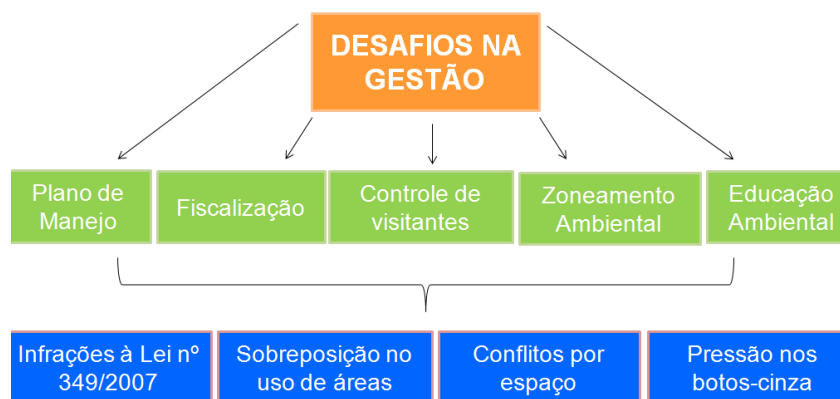 DESAFIOS NA
GESTÃO
Plano de
Manejo
Fiscalização
Controle de
visitantes
Zoneamento
Ambiental
Educação
Ambiental
Infrações à Lei nº
349/2007
Sobreposição no
uso de áreas
Conflitos por
espaço
Pressão nos
botos-cinza